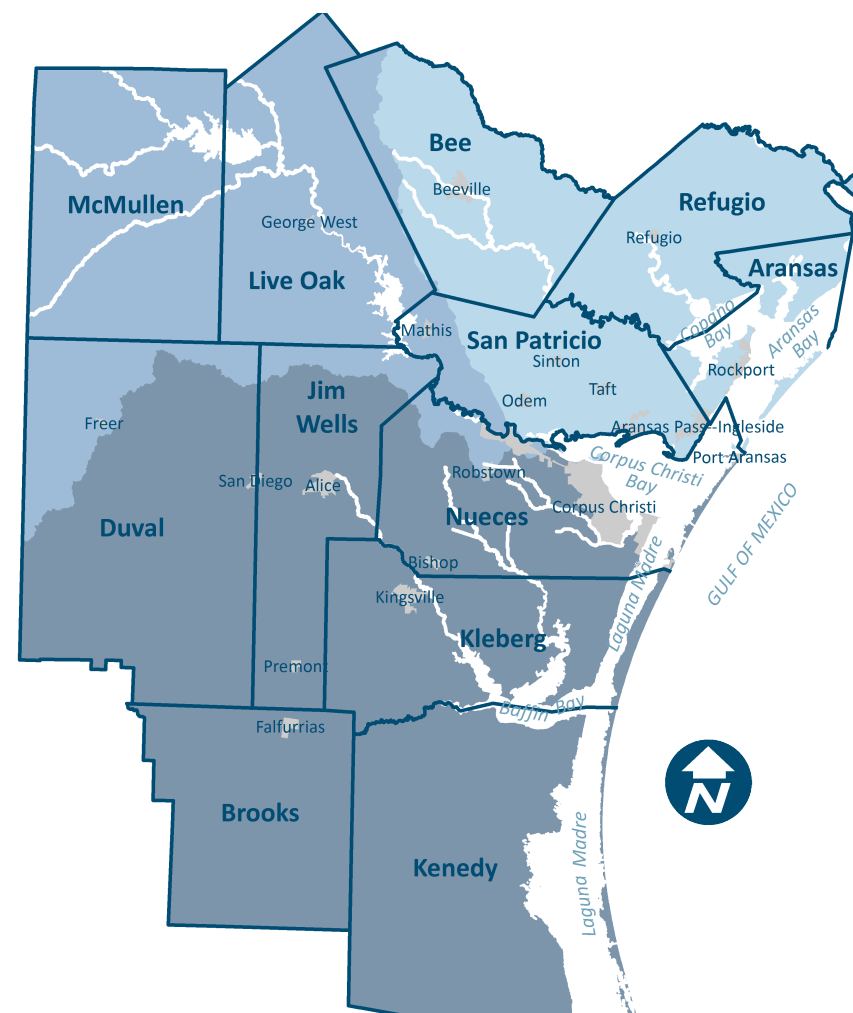 Bee
Beeville
McMullen
Refugio
Refugio
George West
Live Oak
Aransas
Copano
Bay
Aransas
Bay
Mathis
San Patricio
Sinton
Rockport
Jim
Wells
Taft
Odem
Freer
Aransas Pass--Ingleside
Port Aransas
Corpus Christi
Bay
San Diego
Alice
Robstown
Corpus Christi
Nueces
Duval
GULF OF MEXICO
Bishop
Laguna Madre
Kingsville
Kleberg
Premont
Baffin Bay
Falfurrias
N
Brooks
Kenedy
Laguna Madre